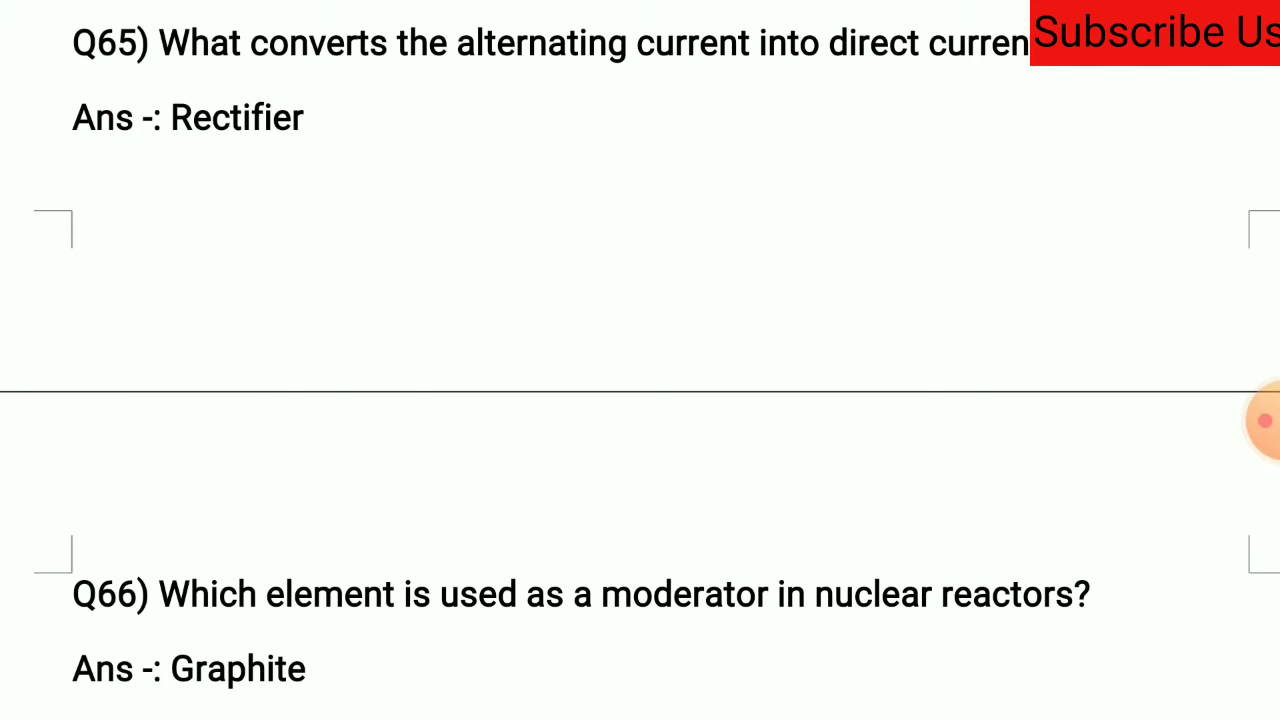 Q65) What converts the alternating current into direct curren
Subscribe Us
Ans -: Rectifier
Q66) Which element is used as a moderator in nuclear reactors?
Ans -: Graphite